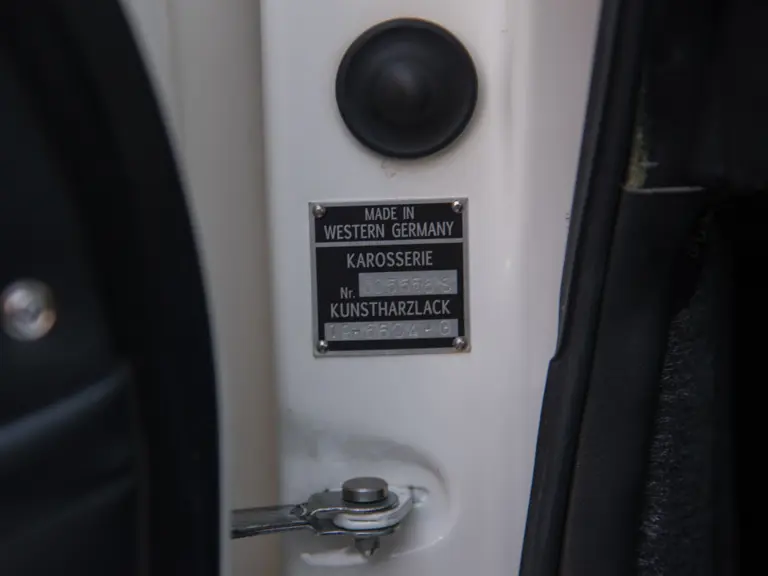 MADE IN
WESTERN GERMANY
KAROSSERIE
Nr.
KUNSTHARZLACK